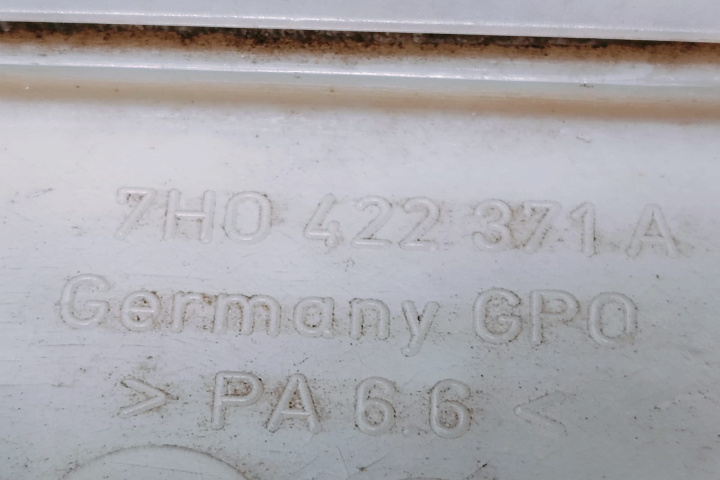 7H0 422 371 A
Germany GPO
> PA 6.6 <